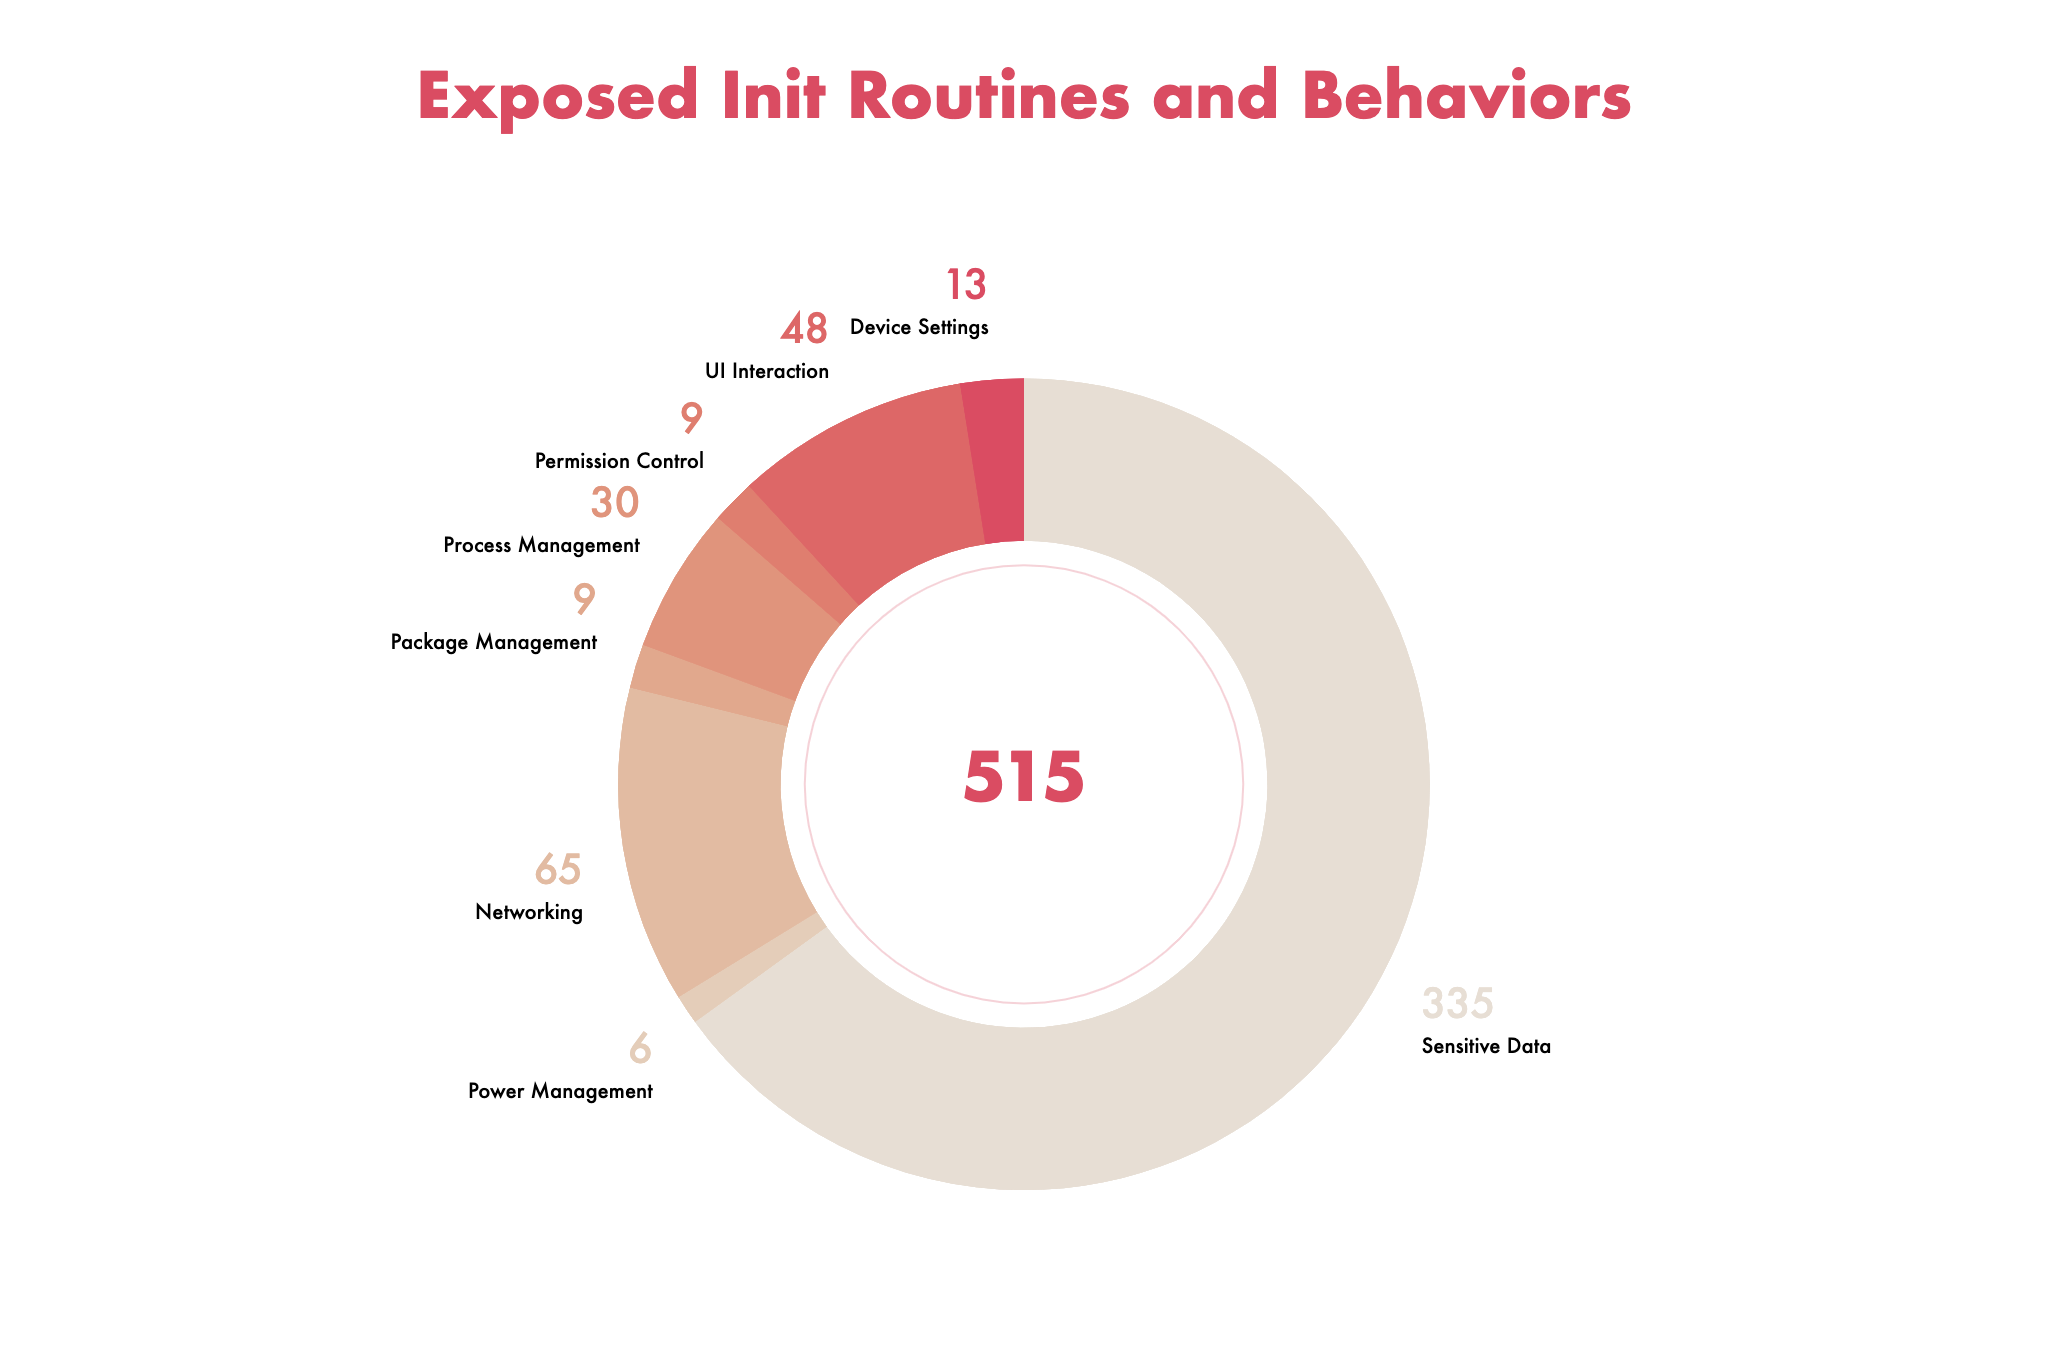 Exposed Init Routines and Behaviors
13
Device Settings
48
UI Interaction
9
Permission Control
30
Process Management
9
Package Management
515
65
Networking
335
Sensitive Data
6
Power Management